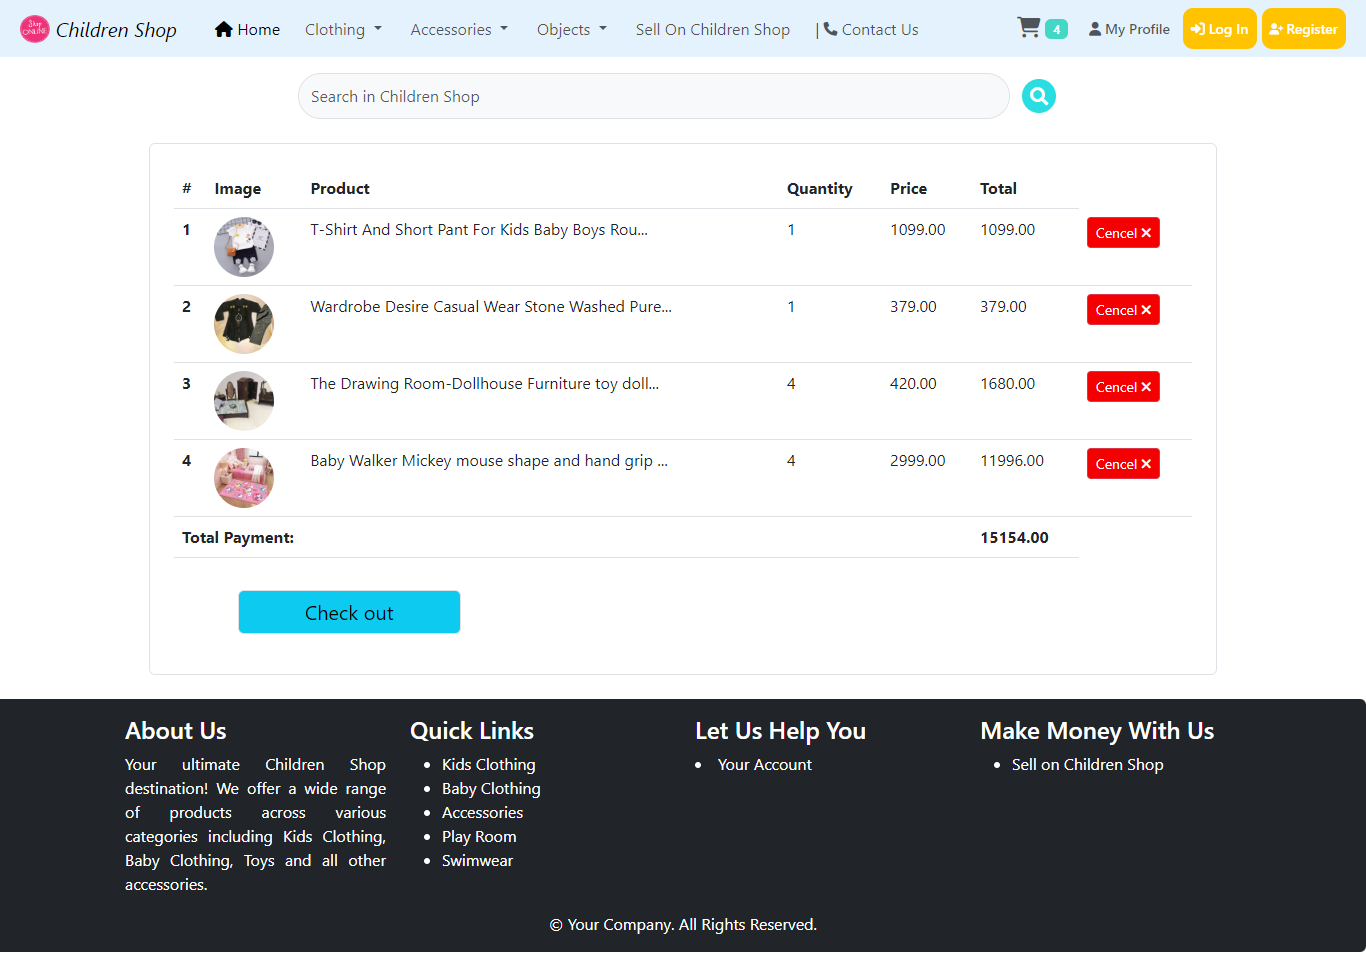 Shop
ONLINE
Children Shop
Home
Clothing
Accessories
Objects
Sell On Children Shop
| Contact Us
4
My Profile
Log In
Register
Search in Children Shop
# Image Product Quantity Price Total
1 T-Shirt And Short Pant For Kids Baby Boys Rou... 1 1099.00 1099.00 Cencel
2 Wardrobe Desire Casual Wear Stone Washed Pure... 1 379.00 379.00 Cencel
3 The Drawing Room-Dollhouse Furniture toy doll... 4 420.00 1680.00 Cencel
4 Baby Walker Mickey mouse shape and hand grip ... 4 2999.00 11996.00 Cencel
Total Payment: 15154.00
Check out
About Us
Your ultimate Children Shop
destination! We offer a wide range
of products across various
categories including Kids Clothing,
Baby Clothing, Toys and all other
accessories.
Quick Links
Kids Clothing
Baby Clothing
Accessories
Play Room
Swimwear
Let Us Help You
Your Account
Make Money With Us
Sell on Children Shop
© Your Company. All Rights Reserved.